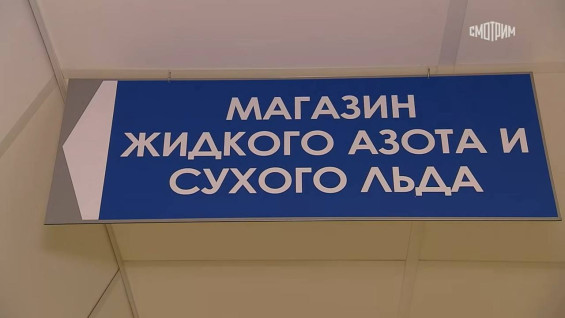 СМОТРИМ
МАГАЗИН
ЖИДКОГО АЗОТА И
СУХОГО ЛЬДА